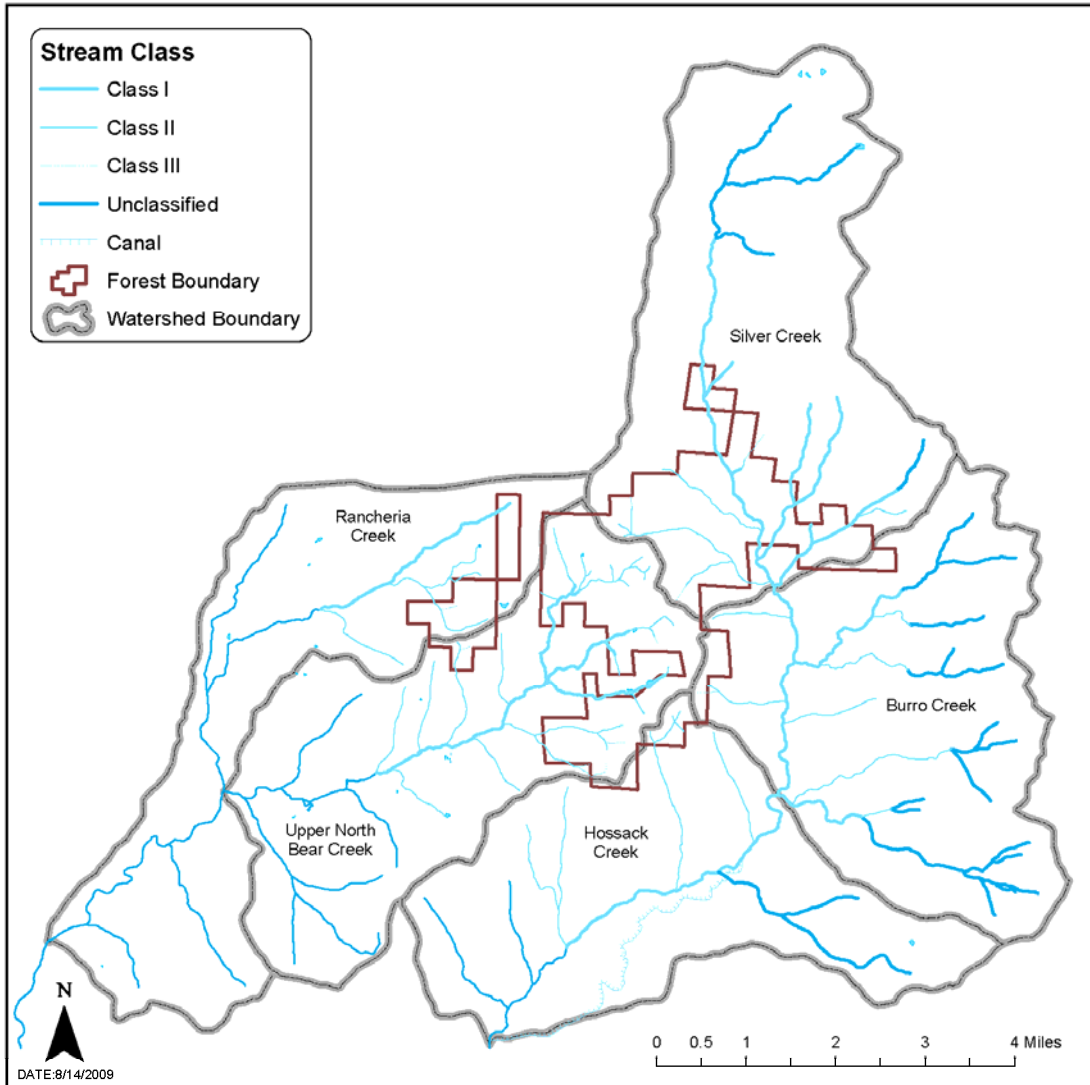 Stream Class
Class I
Class II
Class III
Unclassified
Canal
Forest Boundary
Watershed Boundary
Silver Creek
Rancheria
Creek
Burro Creek
Upper North
Bear Creek
Hossack
Creek
N
0 0.5 1 2 3 4 Miles
DATE:8/14/2009